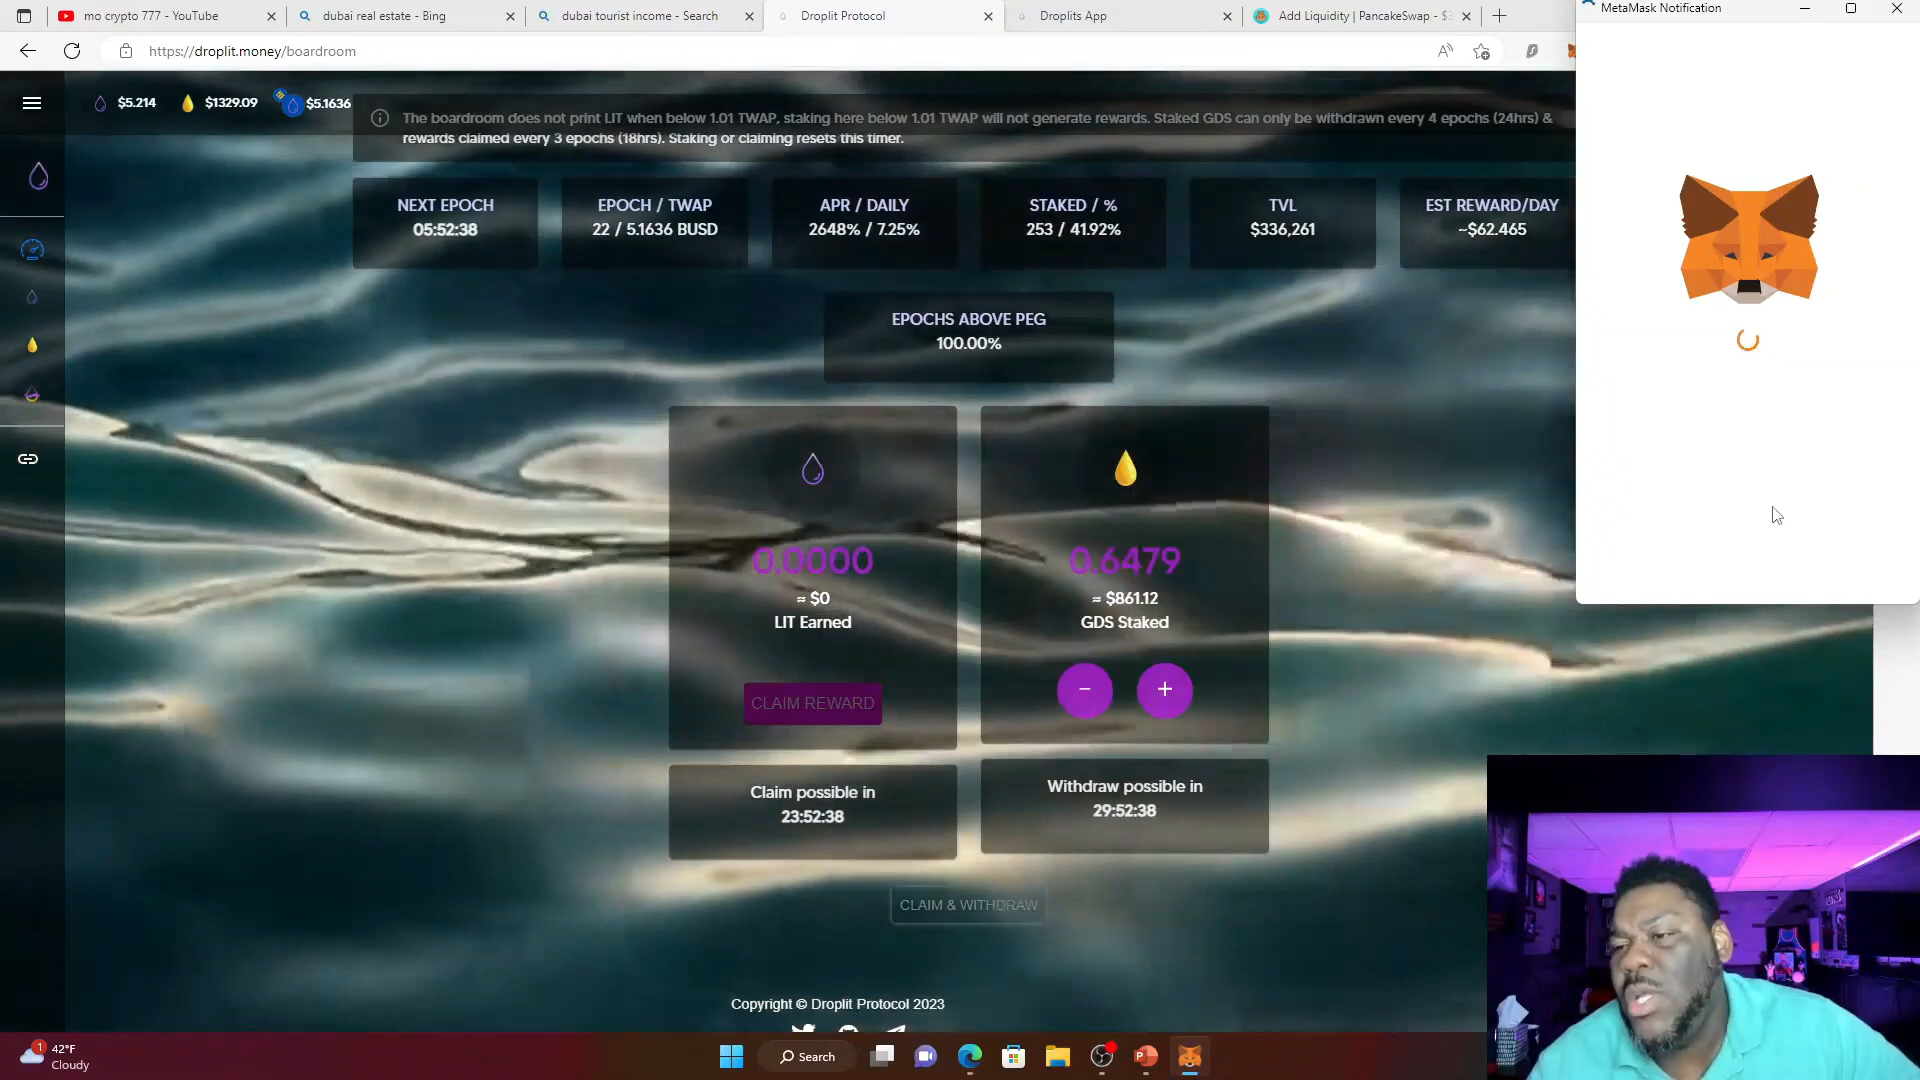 mo crypto 777 - YouTube
dubai real estate - Bing
dubai tourist income - Search
Droplit Protocol
Droplits App
Add Liquidity | PancakeSwap - $3
MetaMask Notification
https://droplit.money/boardroom
$5.214
$1329.09
$5.1636
The boardroom does not print LIT when below 1.01 TWAP, staking here below 1.01 TWAP will not generate rewards. Staked GDS can only be withdrawn every 4 epochs (24hrs) &
rewards claimed every 3 epochs (18hrs). Staking or claiming resets this timer.
NEXT EPOCH
05:52:38
EPOCH / TWAP
22 / 5.1636 BUSD
APR / DAILY
2648% / 7.25%
STAKED / %
253 / 41.92%
TVL
$336,261
EST REWARD/DAY
~$62.465
EPOCHS ABOVE PEG
100.00%
0.0000
≈ $0
LIT Earned
CLAIM REWARD
0.6479
≈ $861.12
GDS Staked
−
+
Claim possible in
23:52:38
Withdraw possible in
29:52:38
CLAIM & WITHDRAW
Copyright © Droplit Protocol 2023
1
42°F
Cloudy
Search